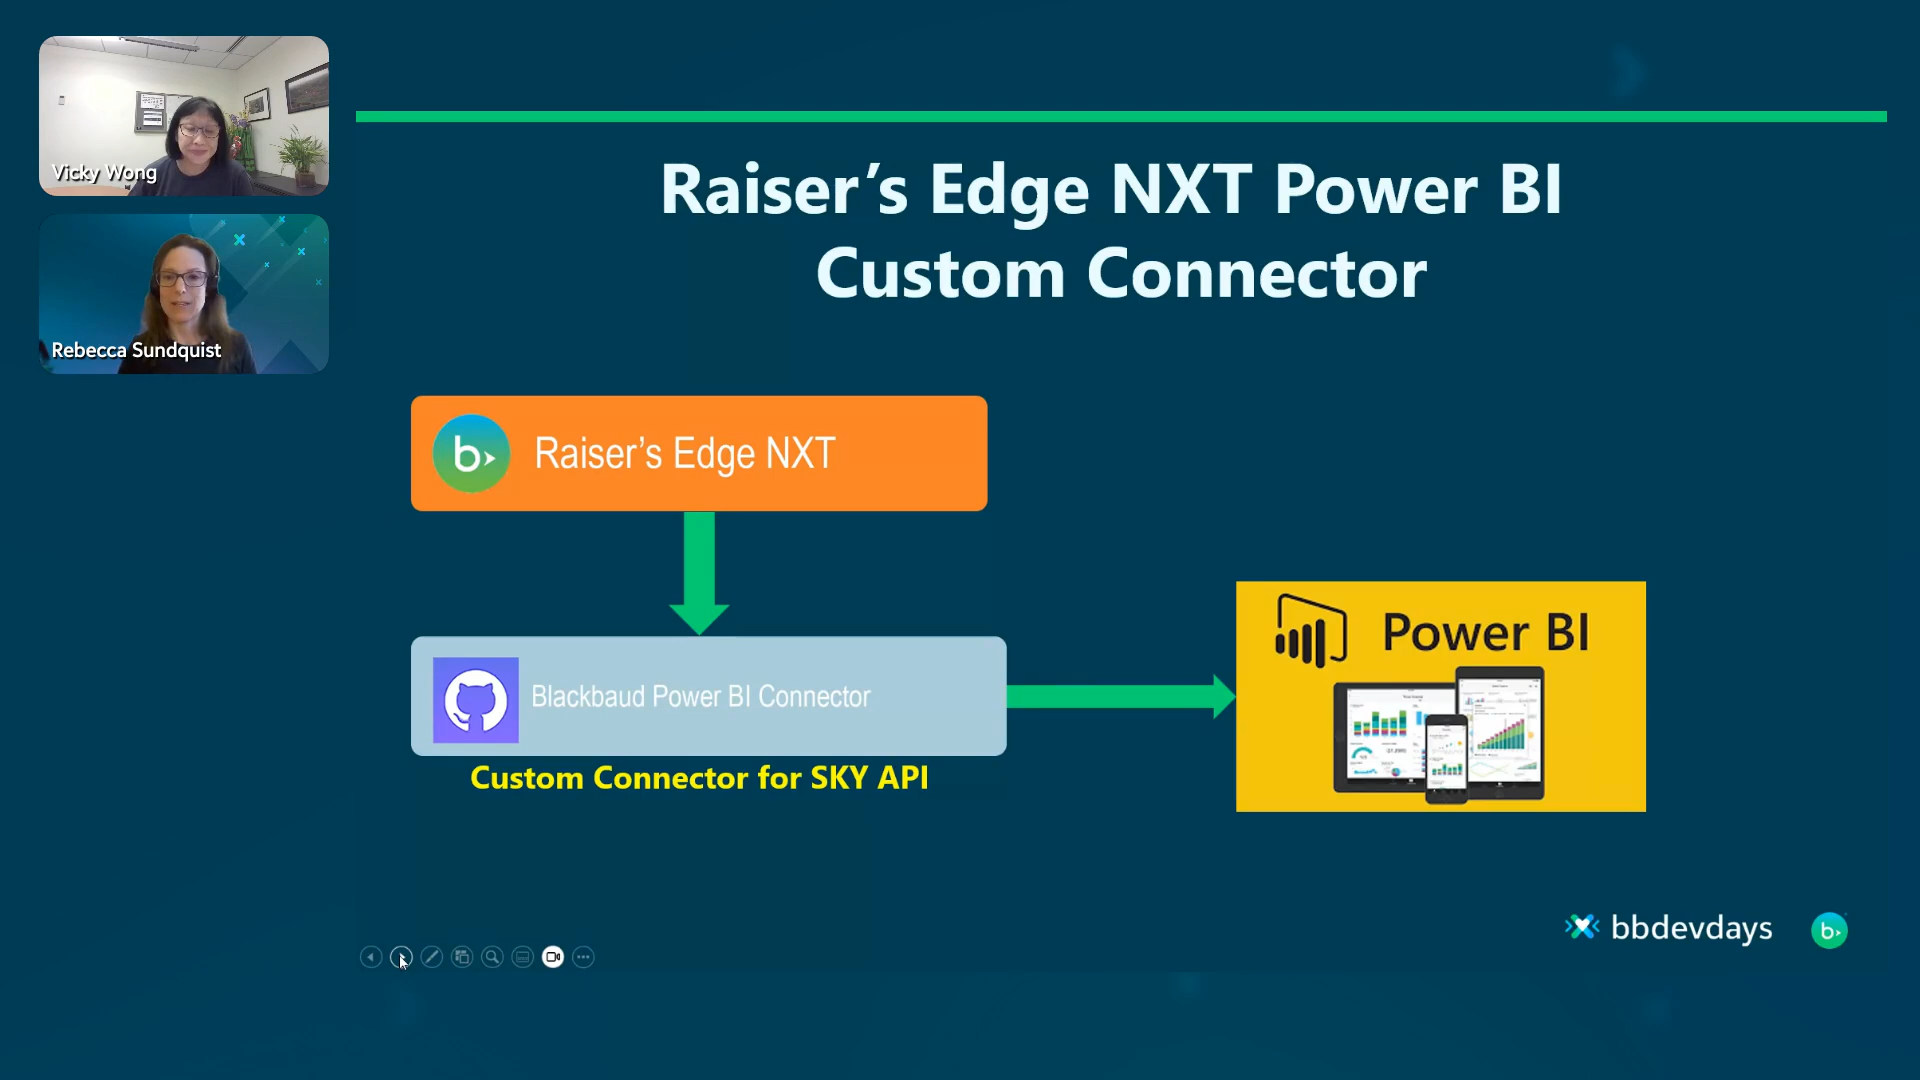 Vicky Wong
Rebecca Sundquist
Raiser’s Edge NXT Power BI
Custom Connector
b Raiser’s Edge NXT
Blackbaud Power BI Connector
Custom Connector for SKY API
Power BI
bbdevdays
b